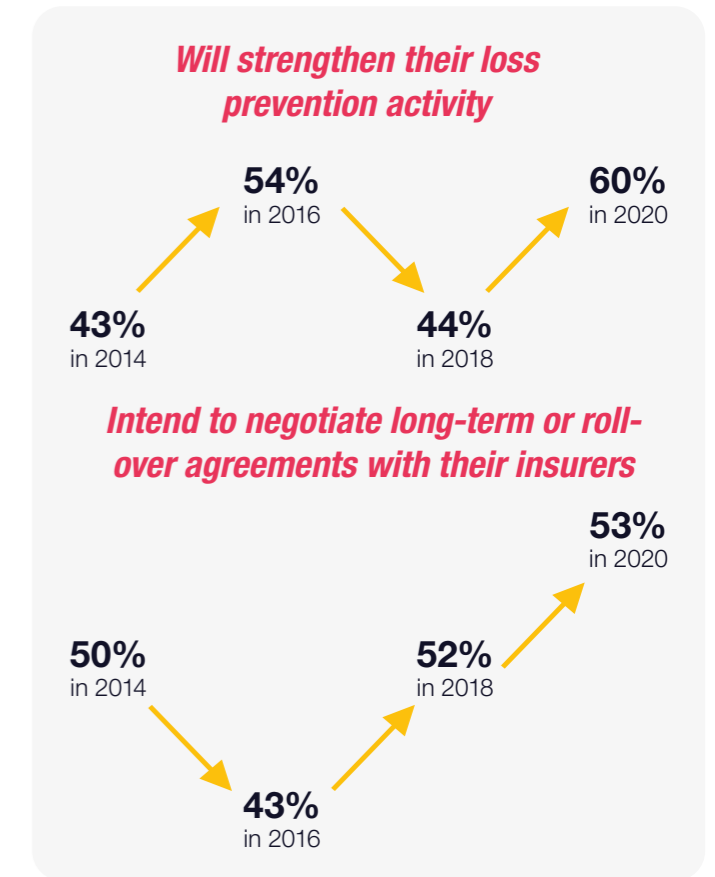 Will strengthen their loss
prevention activity
54%
in 2016
60%
in 2020
43%
in 2014
44%
in 2018
Intend to negotiate long-term or roll-
over agreements with their insurers
53%
in 2020
50%
in 2014
52%
in 2018
43%
in 2016